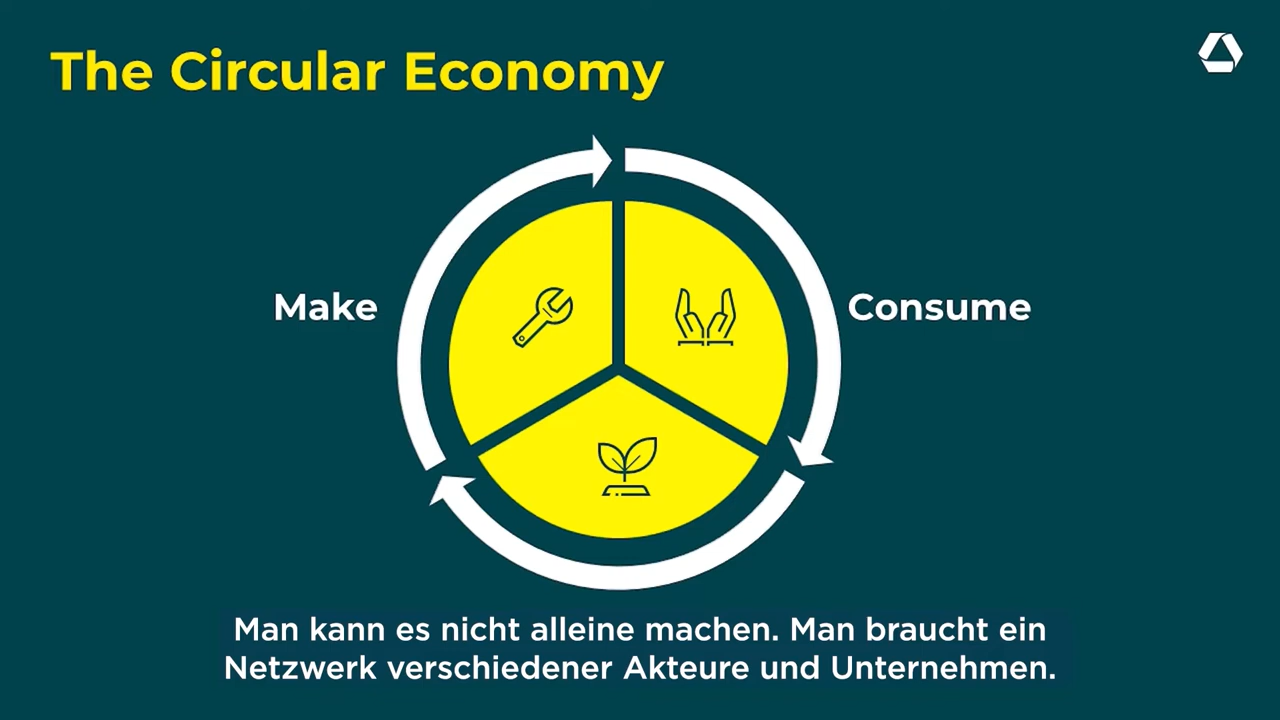 The Circular Economy
Make
Consume
Man kann es nicht alleine machen. Man braucht ein
Netzwerk verschiedener Akteure und Unternehmen.